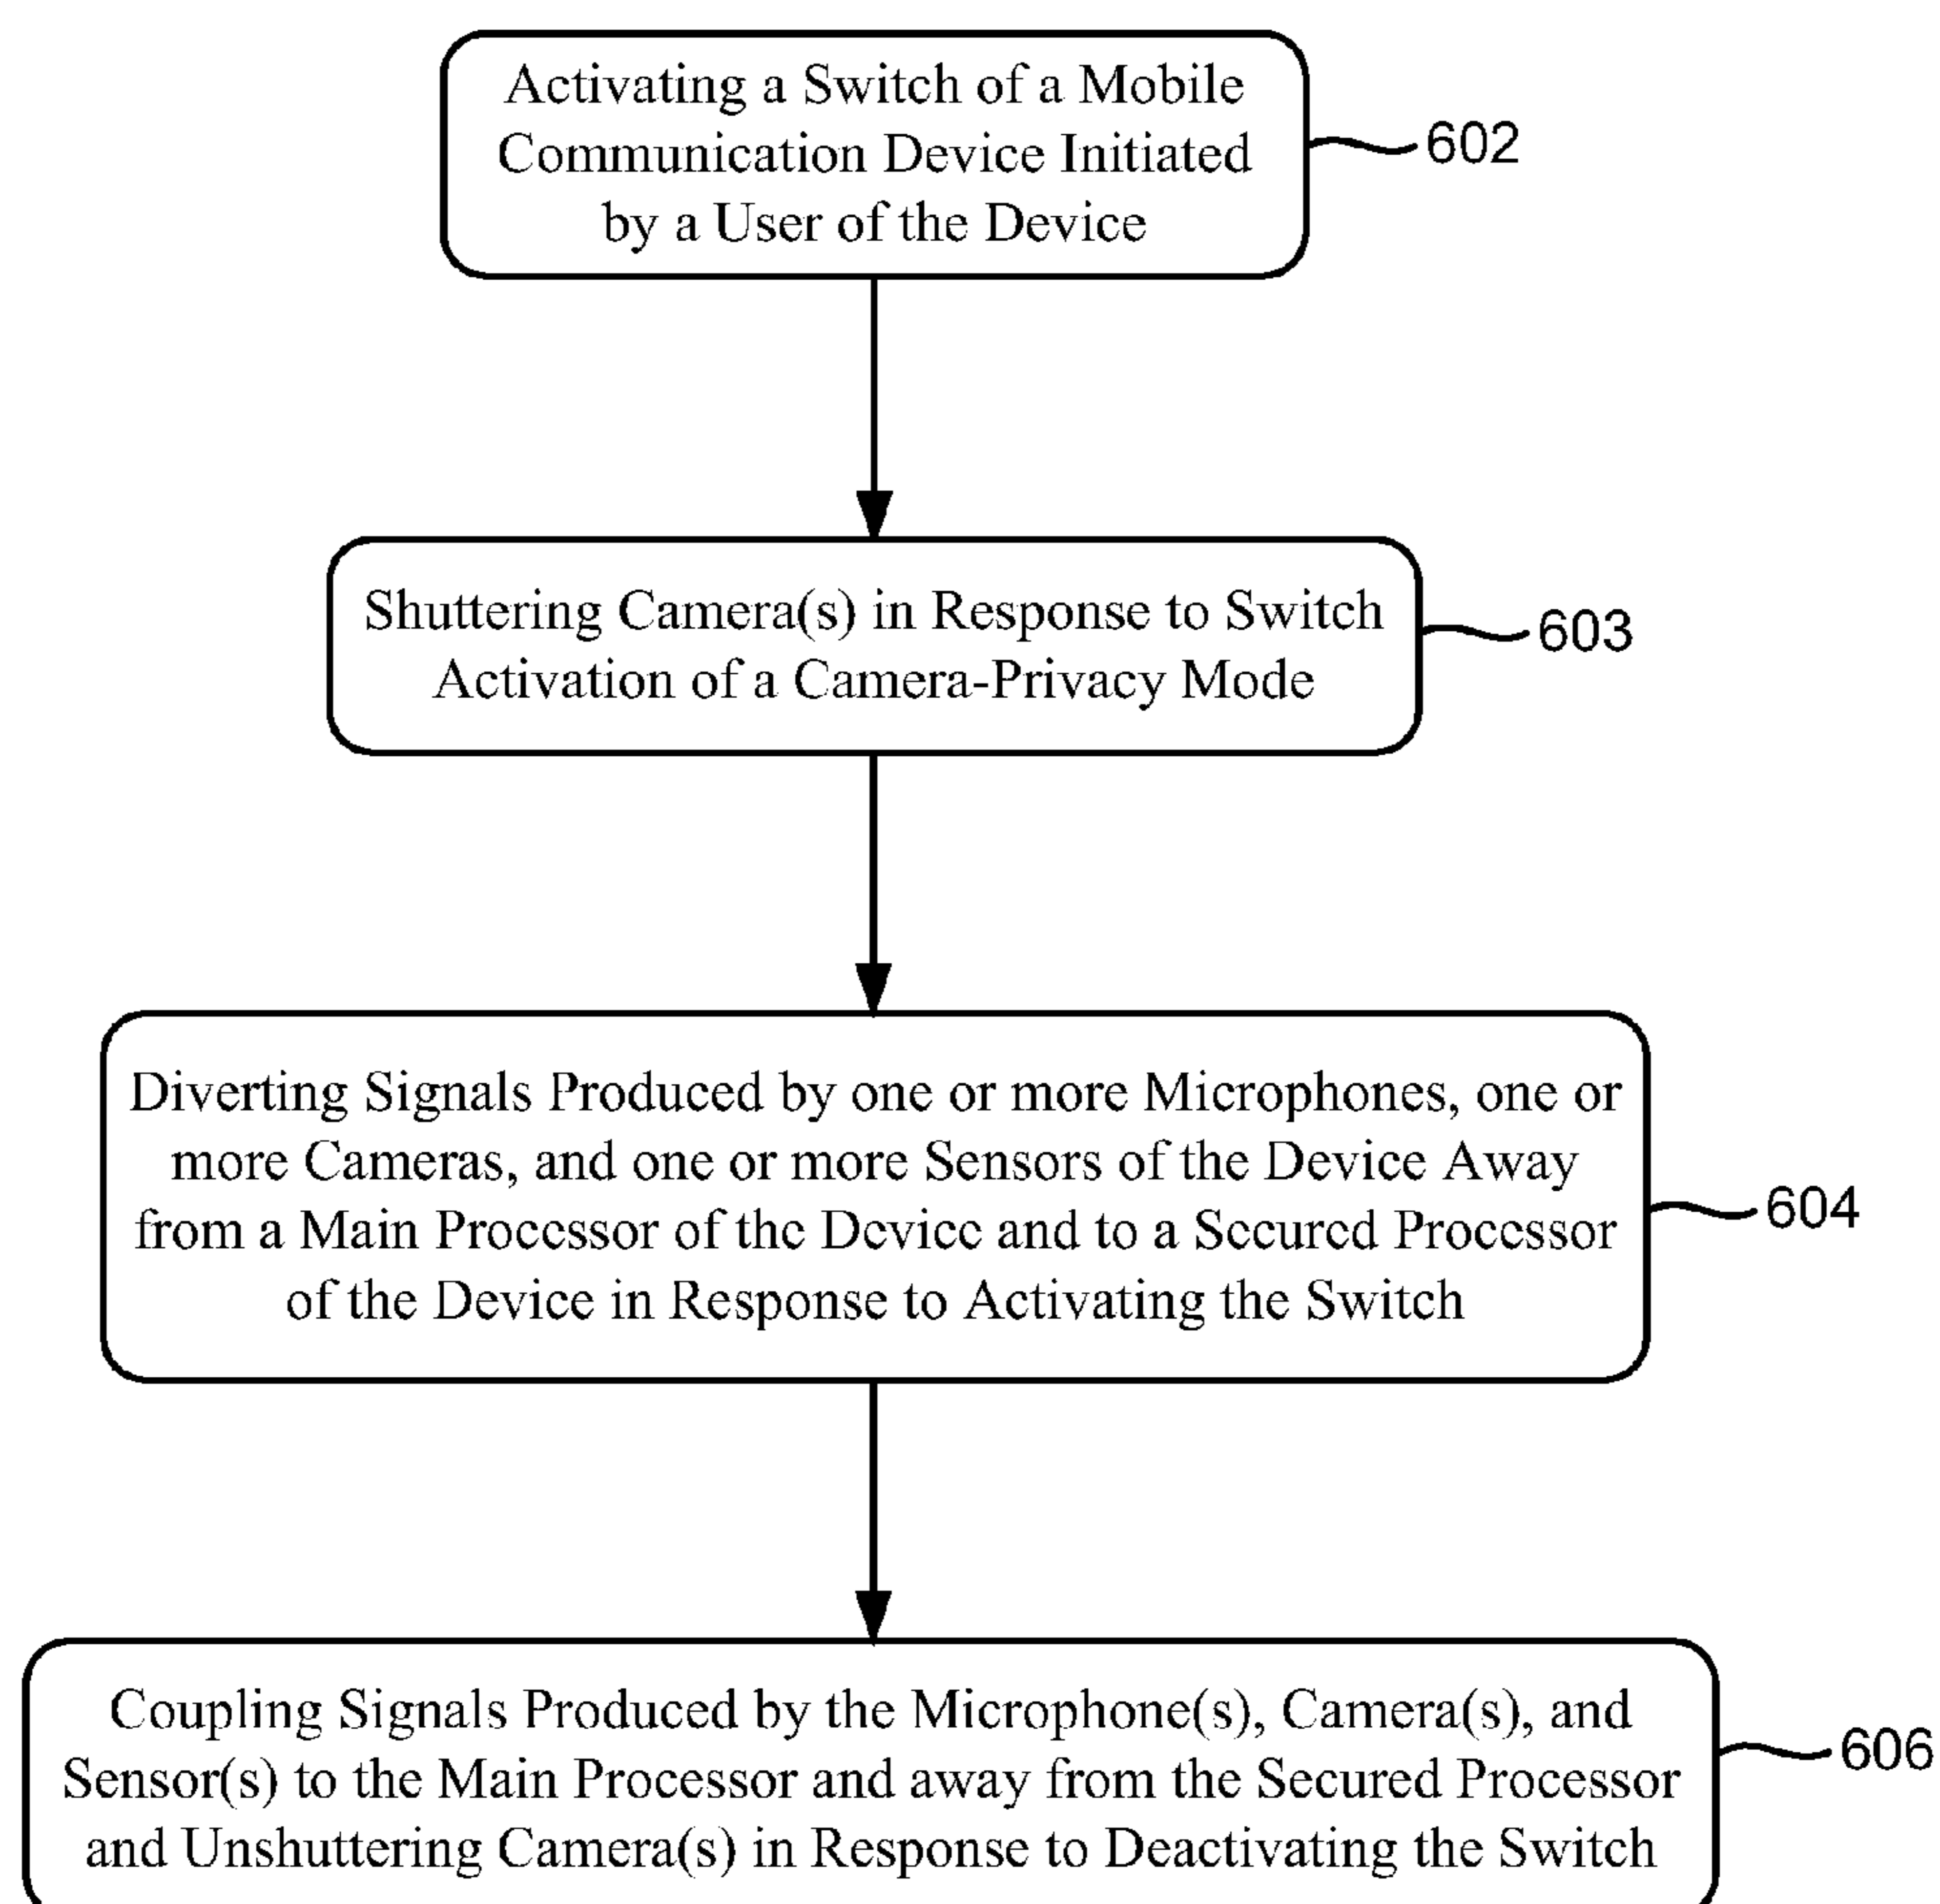 Activating a Switch of a Mobile
Communication Device Initiated
by a User of the Device
602
Shuttering Camera(s) in Response to Switch
Activation of a Camera-Privacy Mode
603
Diverting Signals Produced by one or more Microphones, one or
more Cameras, and one or more Sensors of the Device Away
from a Main Processor of the Device and to a Secured Processor
of the Device in Response to Activating the Switch
604
Coupling Signals Produced by the Microphone(s), Camera(s), and
Sensor(s) to the Main Processor and away from the Secured Processor
and Unshuttering Camera(s) in Response to Deactivating the Switch
606